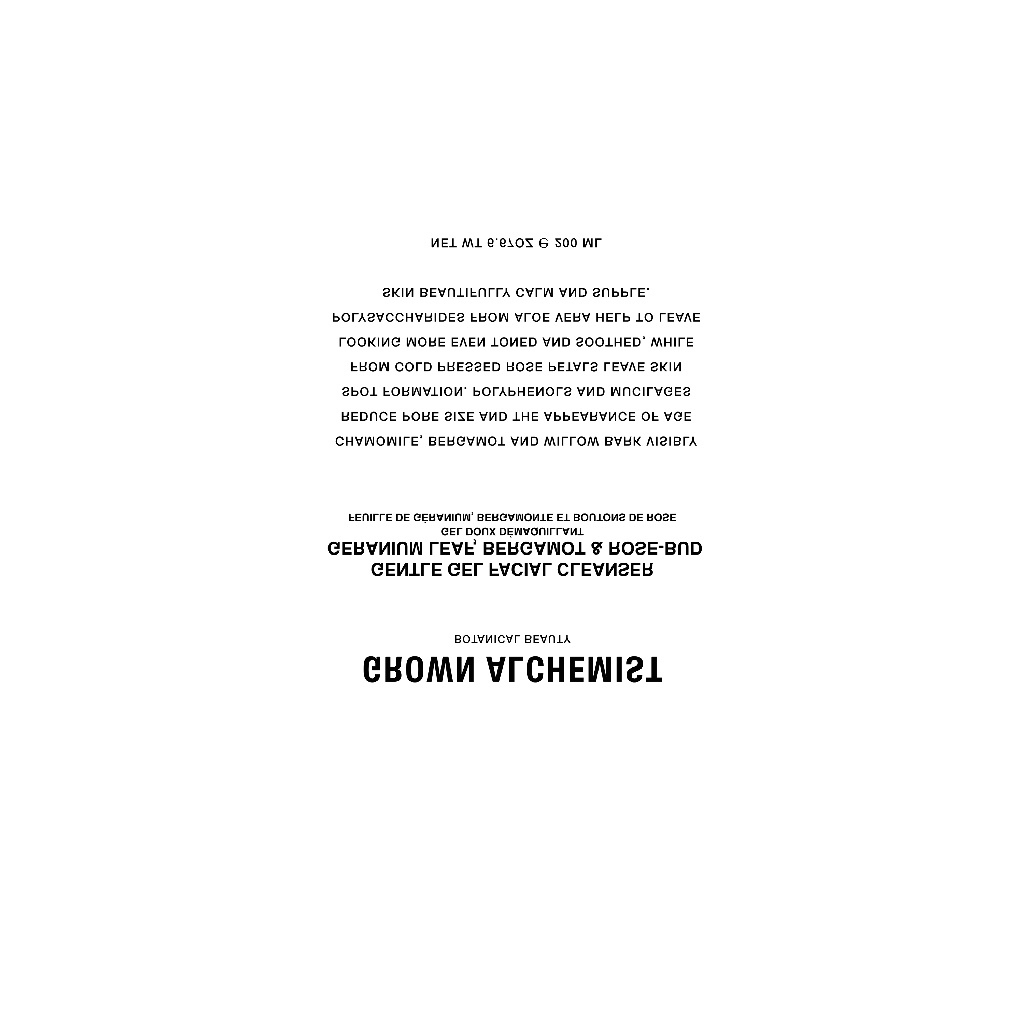 GROWN ALCHEMIST
BOTANICAL BEAUTY
GENTLE GEL FACIAL CLEANSER
GERANIUM LEAF, BERGAMOT & ROSE-BUD
GEL DOUX DÉMAQUILLANT
FEUILLE DE GÉRANIUM, BERGAMONTE ET BOUTONS DE ROSE
CHAMOMILE, BERGAMOT AND WILLOW BARK VISIBLY
REDUCE PORE SIZE AND THE APPEARANCE OF AGE
SPOT FORMATION. POLYPHENOLS AND MUCILAGES
FROM COLD PRESSED ROSE PETALS LEAVE SKIN
LOOKING MORE EVEN TONED AND SOOTHED, WHILE
POLYSACCHARIDES FROM ALOE VERA HELP TO LEAVE
SKIN BEAUTIFULLY CALM AND SUPPLE.
NET WT 6.67OZ ℮ 200 ML